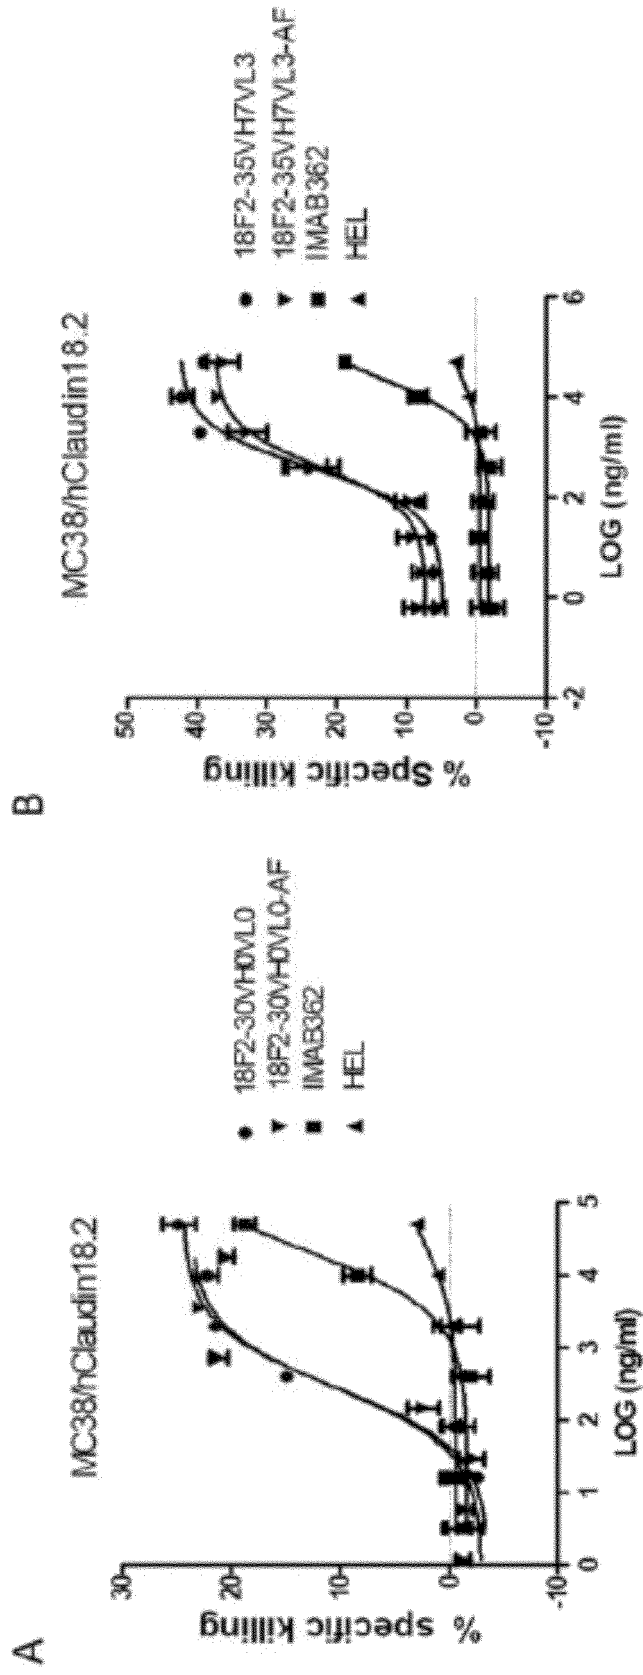 A
MC38/hClaudin18.2
% specific killing
30
20
10
0
-10
0
1
2
3
4
5
LOG (ng/ml)
18F2-30VH0VL0
18F2-30VH0VL0-AF
IMAB362
HEL
B
MC38/hClaudin18.2
% Specific killing
50
40
30
20
10
0
-10
-2
0
2
4
6
LOG (ng/ml)
18F2-35VH7VL3
18F2-35VH7VL3-AF
IMAB362
HEL